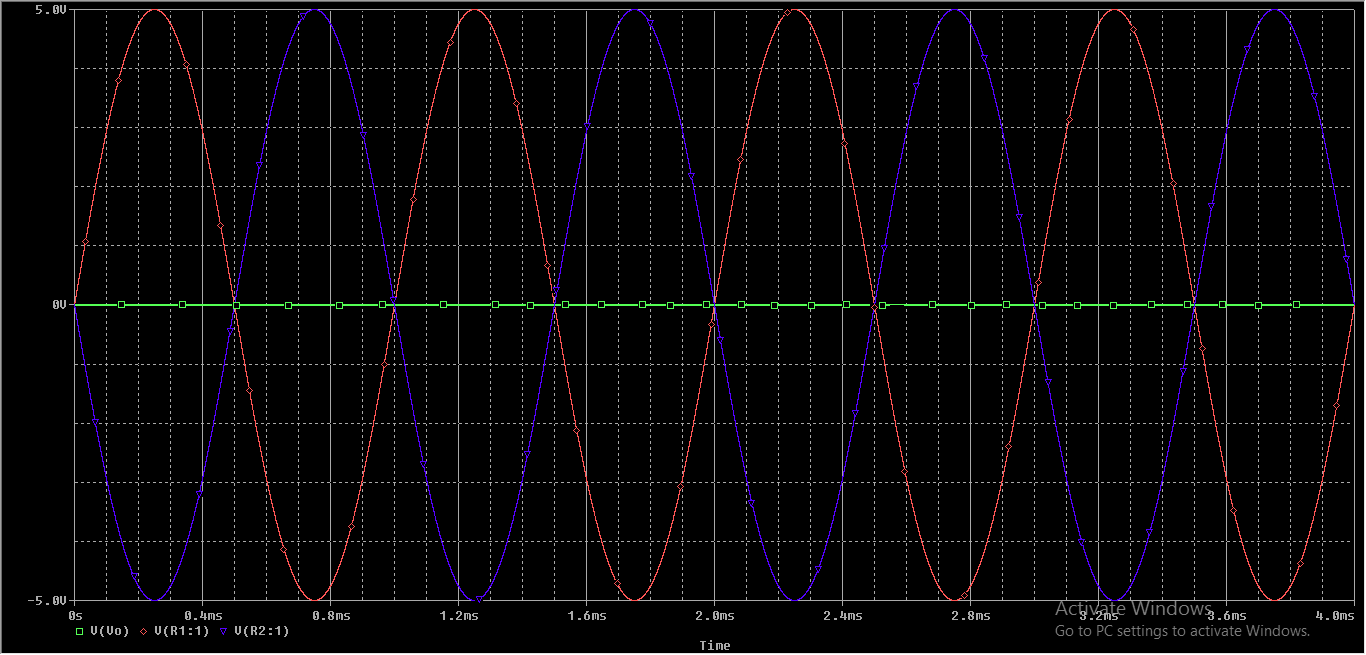 5.0V
0V
-5.0V
0s 0.4ms 0.8ms 1.2ms 1.6ms 2.0ms 2.4ms 2.8ms 3.2ms 3.6ms 4.0ms
V(Vo) V(R1:1) V(R2:1)
Time
Activate Windows
Go to PC settings to activate Windows.